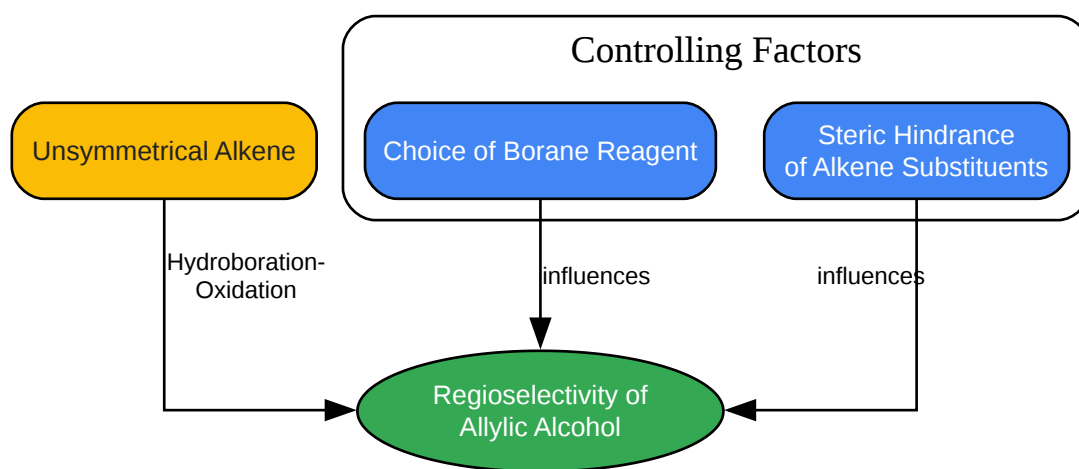 Controlling Factors
Unsymmetrical Alkene
Choice of Borane Reagent
Steric Hindrance
of Alkene Substituents
Hydroboration-
Oxidation
influences
influences
Regioselectivity of
Allylic Alcohol